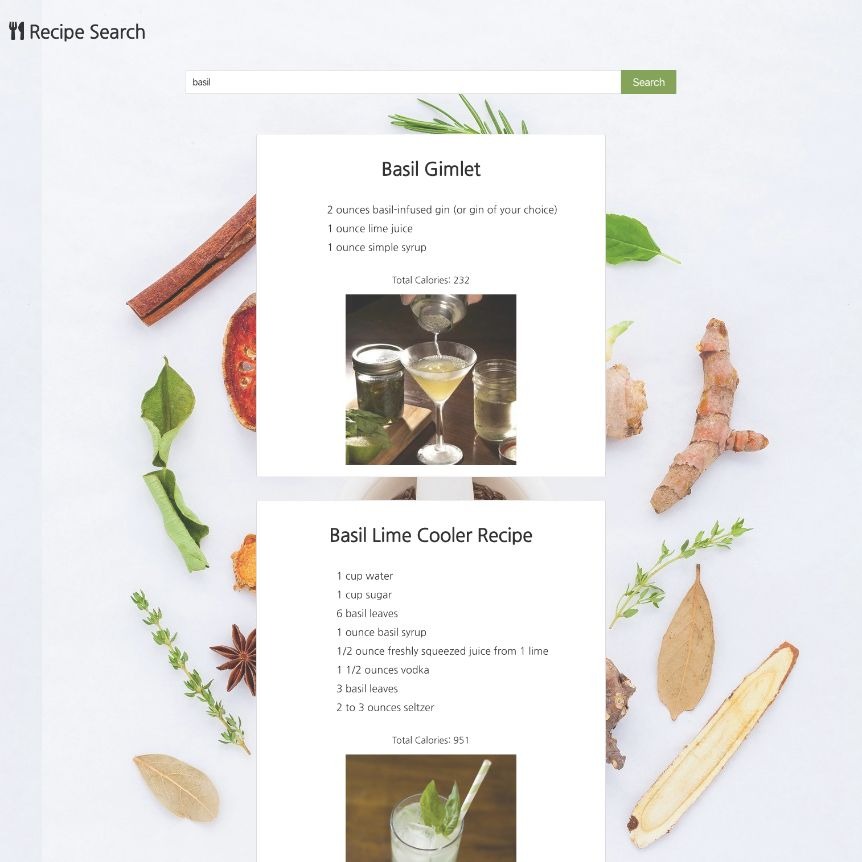 Recipe Search
basil
Search
Basil Gimlet
2 ounces basil-infused gin (or gin of your choice)
1 ounce lime juice
1 ounce simple syrup
Total Calories: 232
Basil Lime Cooler Recipe
1 cup water
1 cup sugar
6 basil leaves
1 ounce basil syrup
1/2 ounce freshly squeezed juice from 1 lime
1 1/2 ounces vodka
3 basil leaves
2 to 3 ounces seltzer
Total Calories: 951